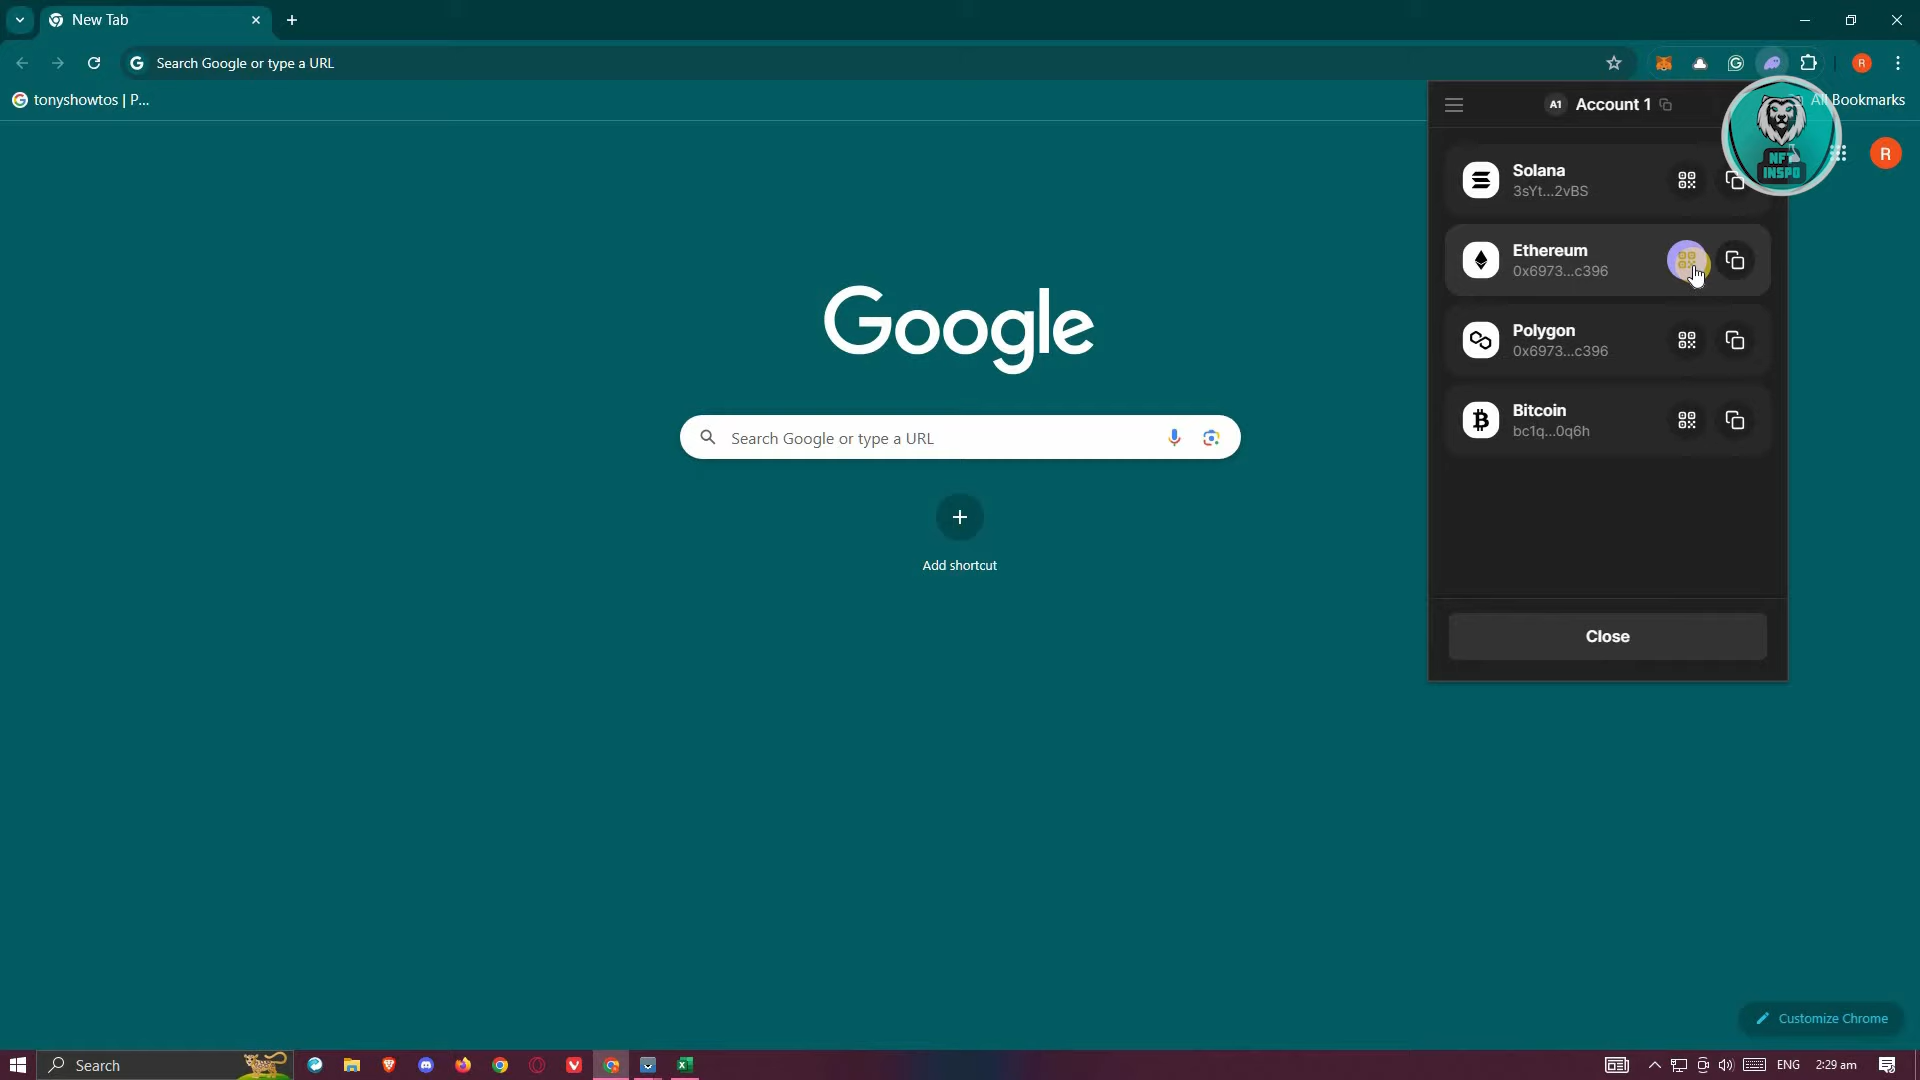 New Tab
Search Google or type a URL
tonyshowtos | P...
All Bookmarks
A1 Account 1
NFT
INSPO
R
R
Solana
3sYt...2vBS
Ethereum
0x6973...c396
Polygon
0x6973...c396
Bitcoin
bc1q...0q6h
Close
Google
Search Google or type a URL
Add shortcut
Customize Chrome
Search
ENG
2:29 am